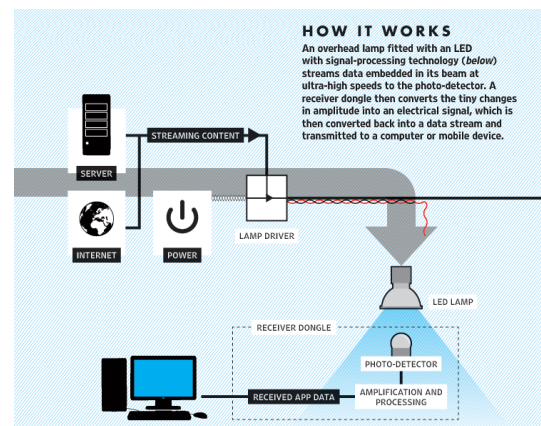 HOW IT WORKS
An overhead lamp fitted with an LED
with signal-processing technology (below)
streams data embedded in its beam at
ultra-high speeds to the photo-detector. A
receiver dongle then converts the tiny changes
in amplitude into an electrical signal, which is
then converted back into a data stream and
transmitted to a computer or mobile device.
STREAMING CONTENT
SERVER
INTERNET
POWER
LAMP DRIVER
LED LAMP
RECEIVER DONGLE
PHOTO-DETECTOR
RECEIVED APP DATA
AMPLIFICATION AND
PROCESSING